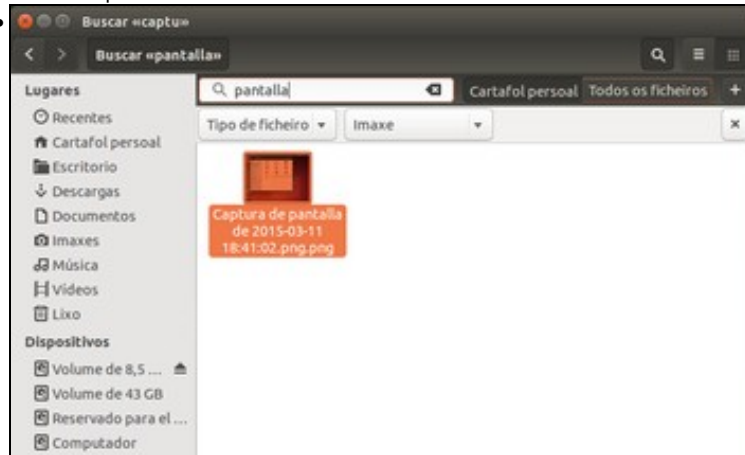 Buscar «captu»
Buscar «pantalla»
Lugares
Recentes
Cartafol persoal
Escritorio
Descargas
Documentos
Imaxes
Música
Vídeos
Lixo
Dispositivos
Volume de 8,5 ...
Volume de 43 GB
Reservado para el ...
Computador
pantalla
Cartafol persoal
Todos os ficheiros
+
Tipo de ficheiro
Imaxe
Captura de pantalla
de 2015-03-11
18:41:02.png.png